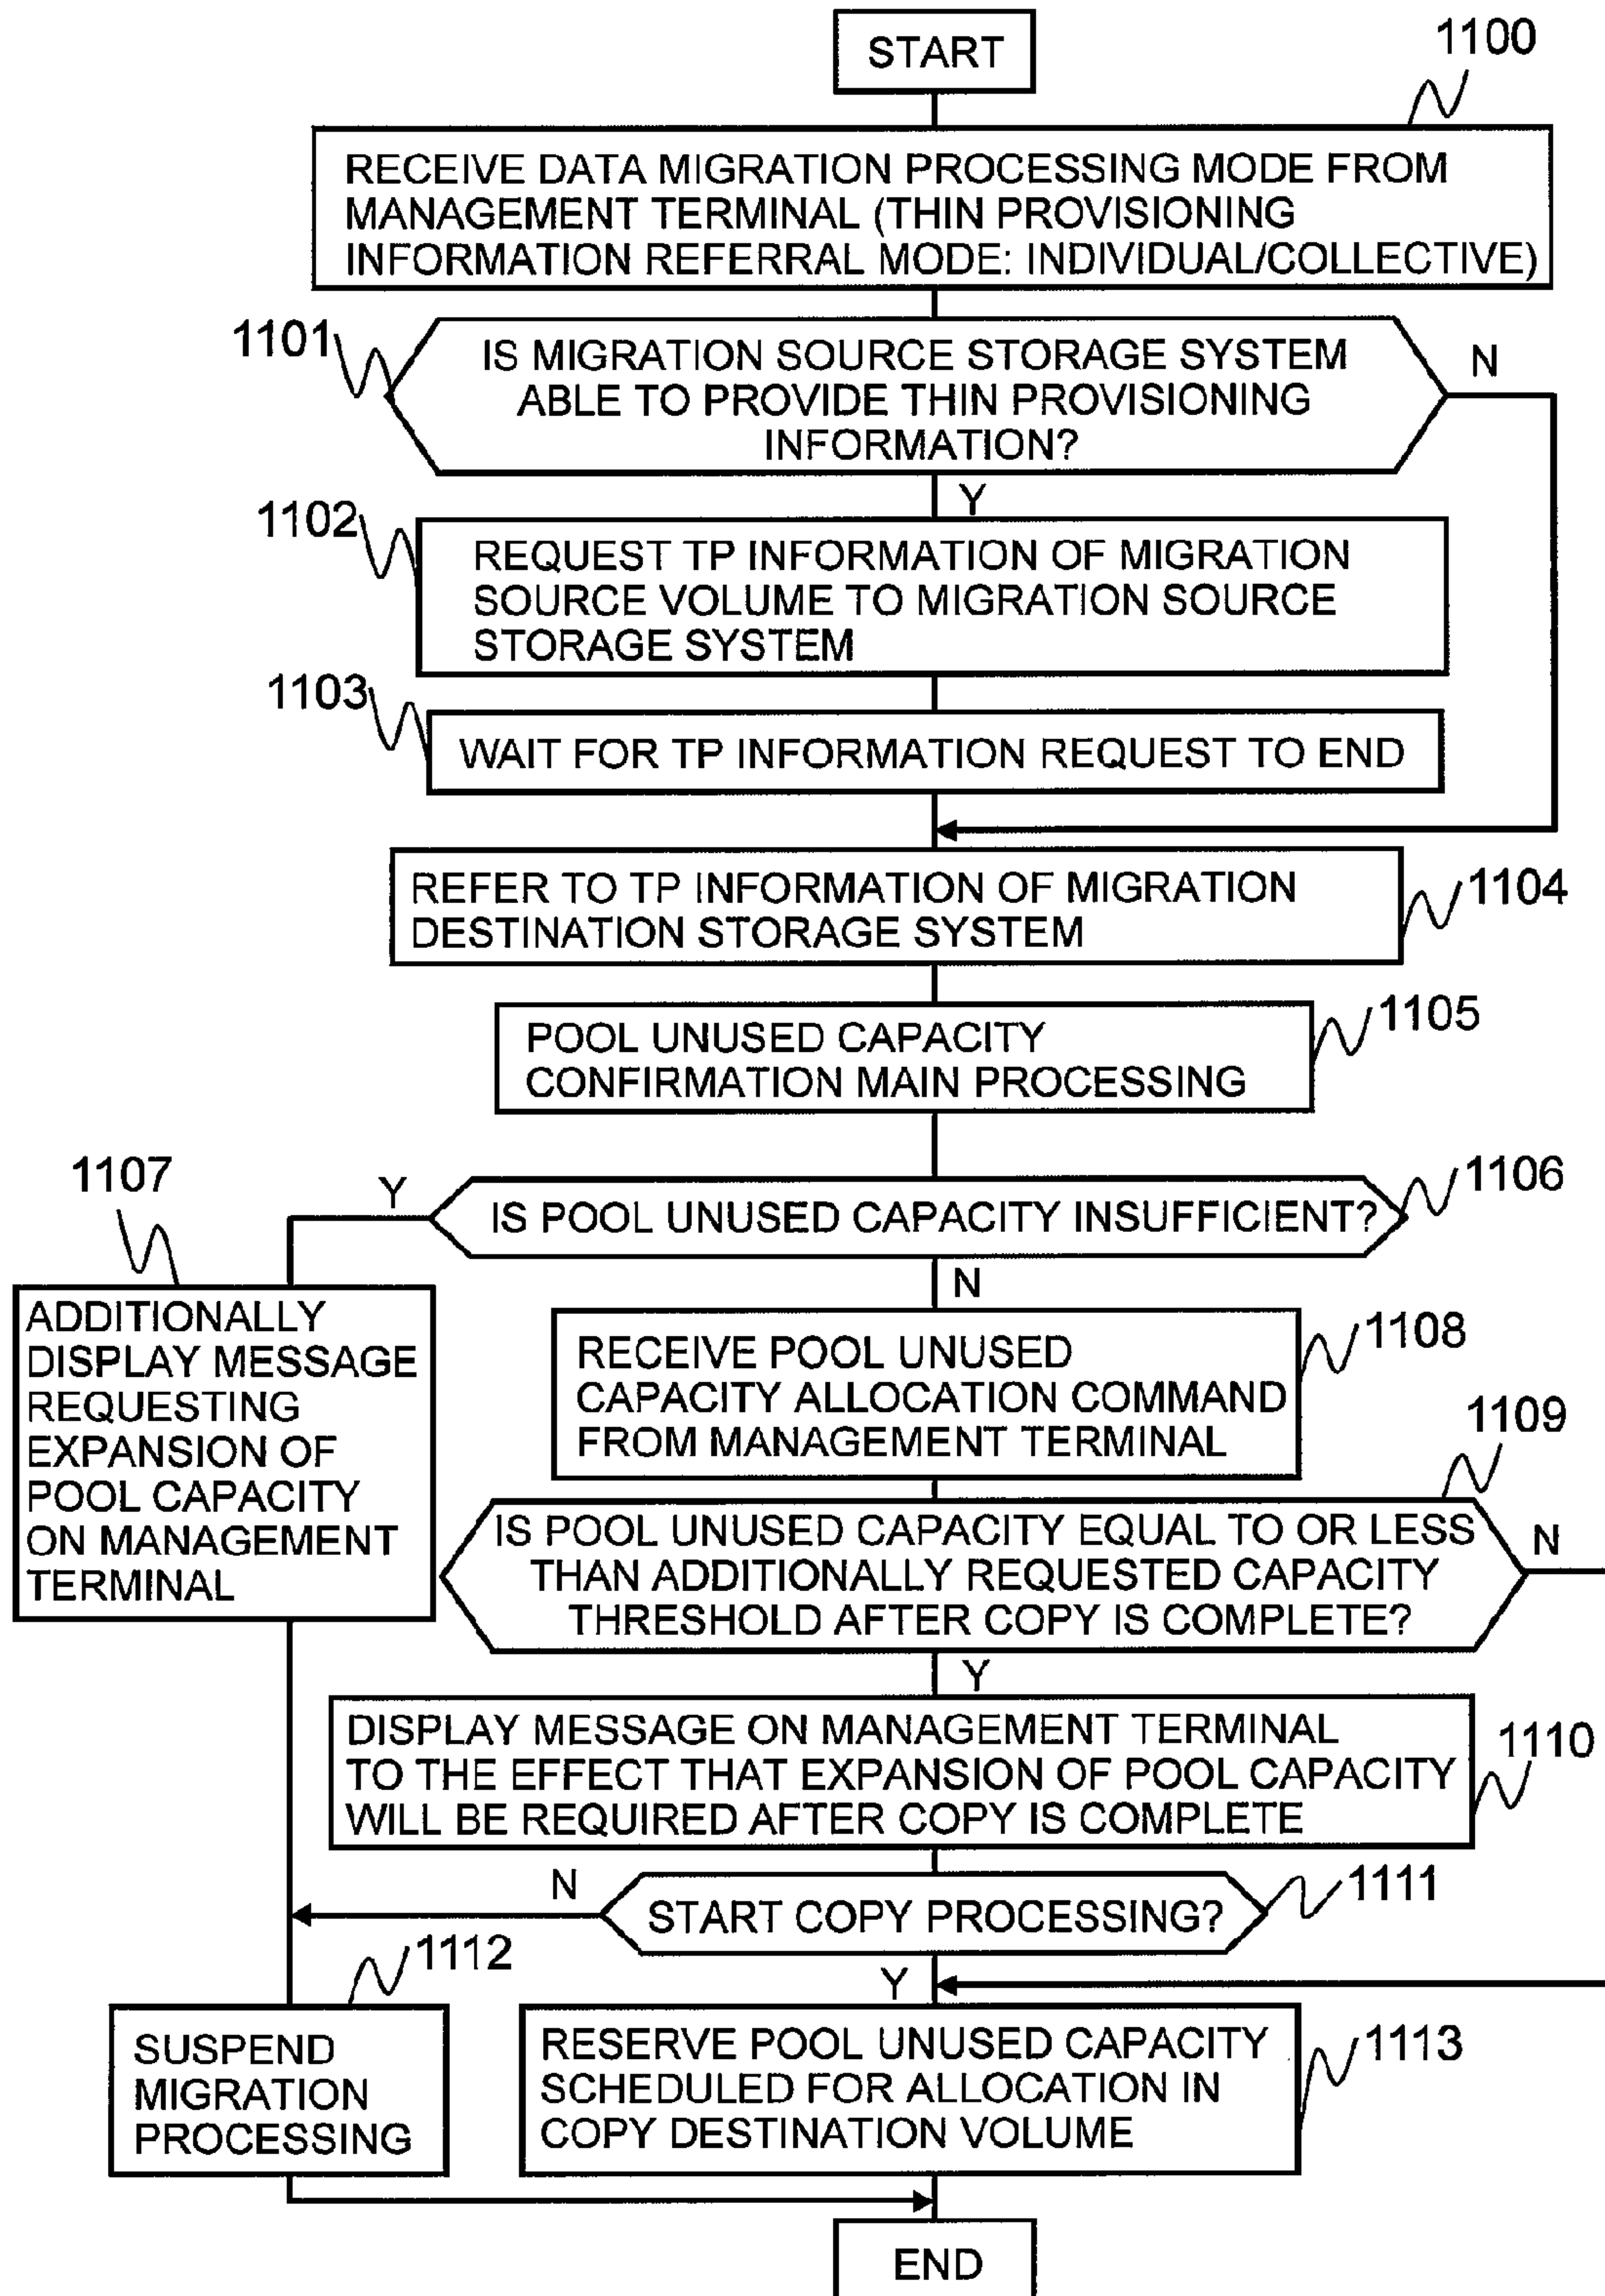 START
1100
RECEIVE DATA MIGRATION PROCESSING MODE FROM
MANAGEMENT TERMINAL (THIN PROVISIONING
INFORMATION REFERRAL MODE: INDIVIDUAL/COLLECTIVE)
1101
IS MIGRATION SOURCE STORAGE SYSTEM
ABLE TO PROVIDE THIN PROVISIONING
INFORMATION?
N
Y
1102
REQUEST TP INFORMATION OF MIGRATION
SOURCE VOLUME TO MIGRATION SOURCE
STORAGE SYSTEM
1103
WAIT FOR TP INFORMATION REQUEST TO END
REFER TO TP INFORMATION OF MIGRATION
DESTINATION STORAGE SYSTEM
1104
POOL UNUSED CAPACITY
CONFIRMATION MAIN PROCESSING
1105
1106
IS POOL UNUSED CAPACITY INSUFFICIENT?
Y
N
1107
ADDITIONALLY
DISPLAY MESSAGE
REQUESTING
EXPANSION OF
POOL CAPACITY
ON MANAGEMENT
TERMINAL
RECEIVE POOL UNUSED
CAPACITY ALLOCATION COMMAND
FROM MANAGEMENT TERMINAL
1108
1109
IS POOL UNUSED CAPACITY EQUAL TO OR LESS
THAN ADDITIONALLY REQUESTED CAPACITY
THRESHOLD AFTER COPY IS COMPLETE?
N
Y
DISPLAY MESSAGE ON MANAGEMENT TERMINAL
TO THE EFFECT THAT EXPANSION OF POOL CAPACITY
WILL BE REQUIRED AFTER COPY IS COMPLETE
1110
N
START COPY PROCESSING?
1111
Y
1112
SUSPEND
MIGRATION
PROCESSING
RESERVE POOL UNUSED CAPACITY
SCHEDULED FOR ALLOCATION IN
COPY DESTINATION VOLUME
1113
END